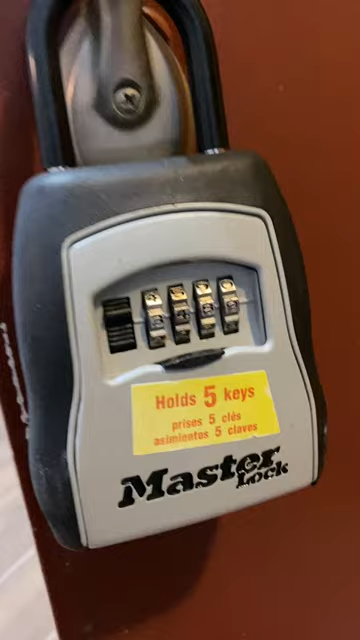 Holds 5 keys
prises 5 clés
asimientos 5 claves
Master
Lock